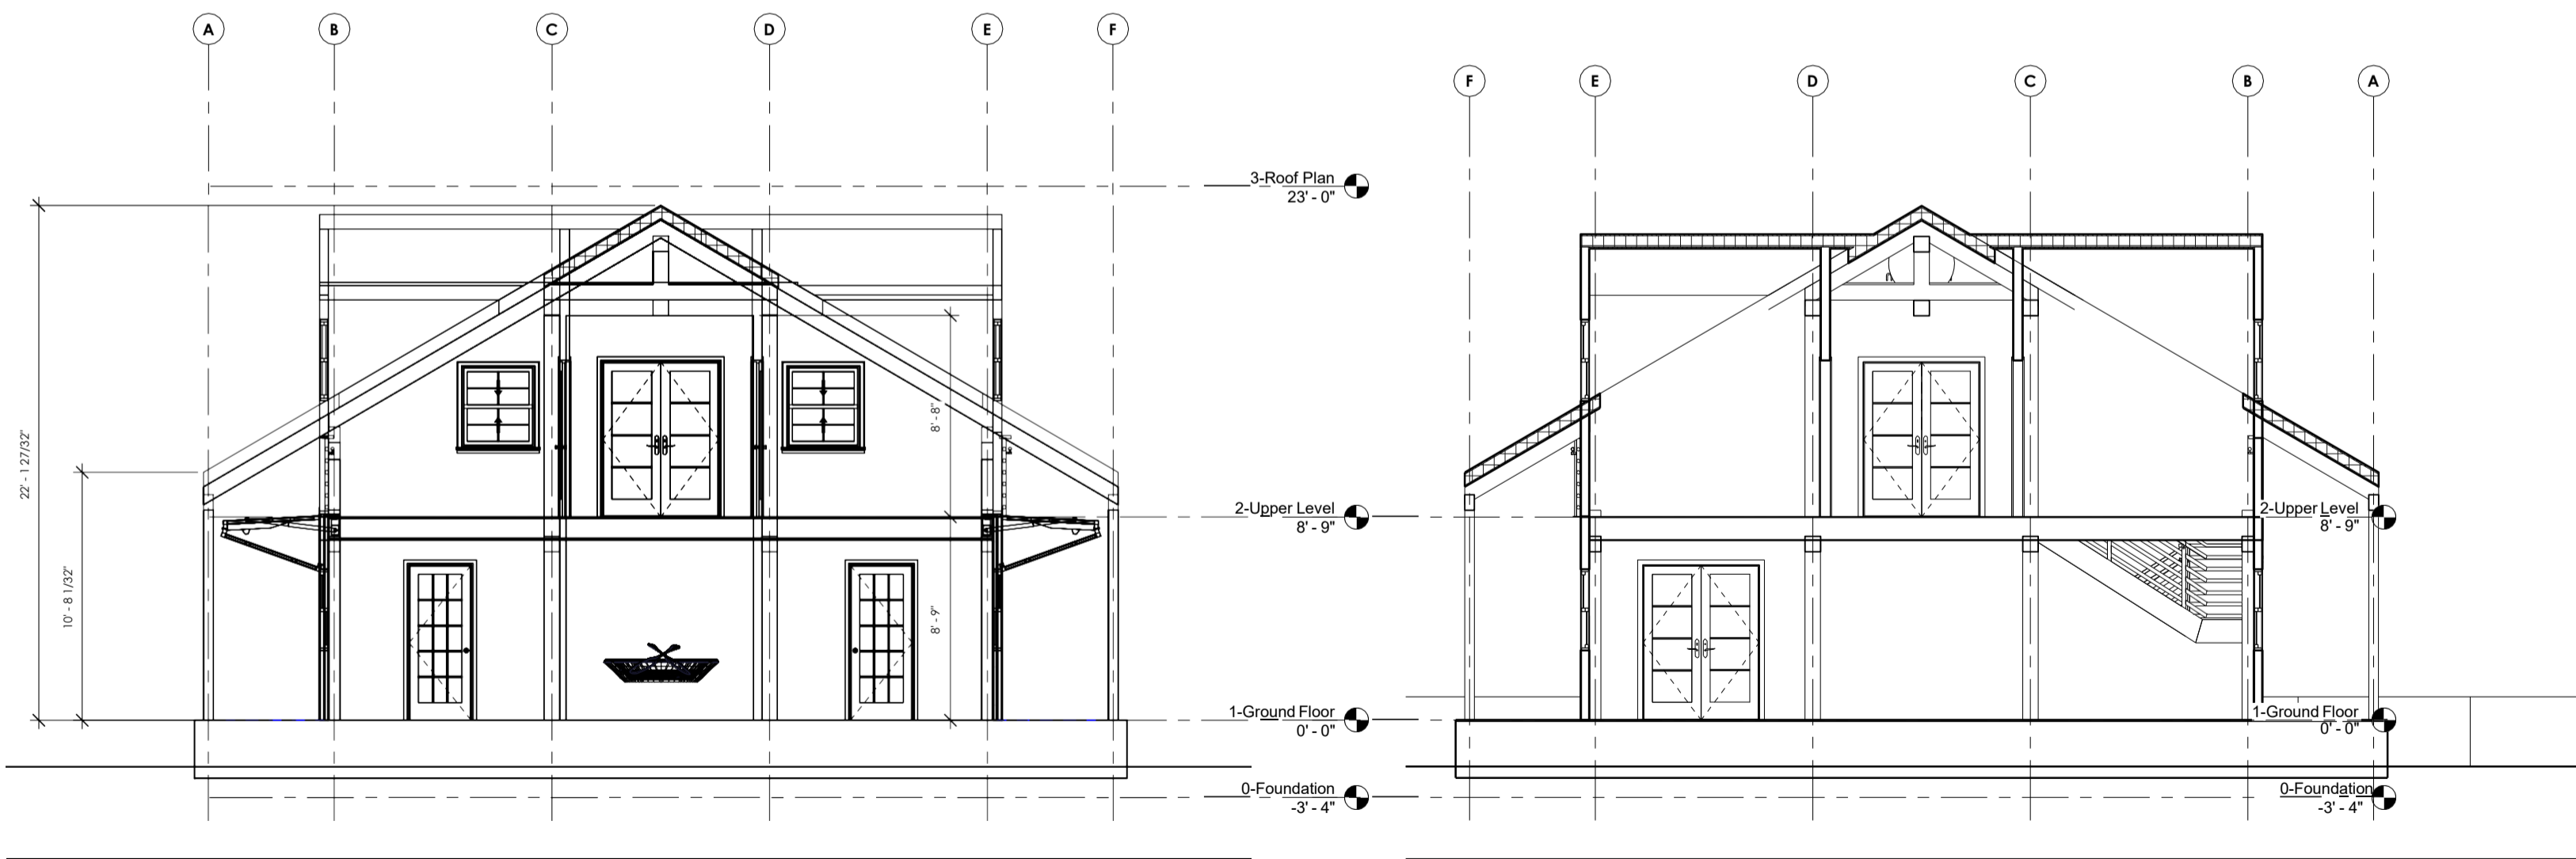 A
B
C
D
E
F
F
E
D
C
B
A
3-Roof Plan
23' - 0"
22' - 1 27/32"
10' - 8 1/32"
8' - 8"
8' - 9"
2-Upper Level
8' - 9"
1-Ground Floor
0' - 0"
0-Foundation
-3' - 4"
2-Upper Level
8' - 9"
1-Ground Floor
0' - 0"
0-Foundation
-3' - 4"